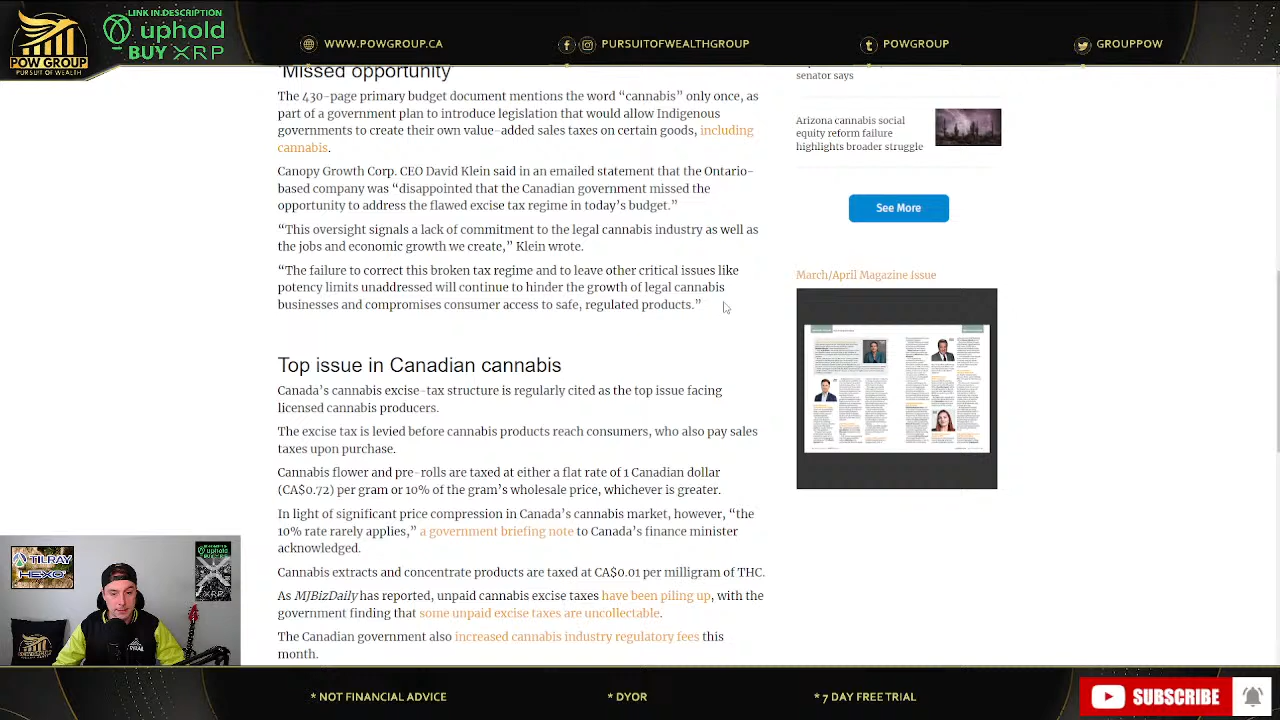 LINK IN DESCRIPTION
uphold
BUY XRP
POW GROUP
PURSUIT OF WEALTH
WWW.POWGROUP.CA
PURSUITOFWEALTHGROUP
POWGROUP
GROUPPOW
'Missed opportunity
The 430-page primary budget document mentions the word “cannabis” only once, as
part of a government plan to introduce legislation that would allow Indigenous
governments to create their own value-added sales taxes on certain goods, including
cannabis.
Canopy Growth Corp. CEO David Klein said in an emailed statement that the Ontario-
based company was “disappointed that the Canadian government missed the
opportunity to address the flawed excise tax regime in today’s budget.”
“This oversight signals a lack of commitment to the legal cannabis industry as well as
the jobs and economic growth we create,” Klein wrote.
“The failure to correct this broken tax regime and to leave other critical issues like
potency limits unaddressed will continue to hinder the growth of legal cannabis
businesses and compromises consumer access to safe, regulated products.”
Top issue in Canadian cannabis
Canada’s cannabis excise-tax structure is regularly cited as the top issue facing
licensed cannabis producers.
The excise tax is levied before cannabis products reach consumers, who also pay sales
taxes upon purchase.
Cannabis flower and pre-rolls are taxed at either a flat rate of 1 Canadian dollar
(CA$0.72) per gram or 10% of the gram’s wholesale price, whichever is greater.
In light of significant price compression in Canada’s cannabis market, however, “the
10% rate rarely applies,” a government briefing note to Canada’s finance minister
acknowledged.
Cannabis extracts and concentrate products are taxed at CA$0.01 per milligram of THC.
As MJBizDaily has reported, unpaid cannabis excise taxes have been piling up, with the
government finding that some unpaid excise taxes are uncollectable.
The Canadian government also increased cannabis industry regulatory fees this
month.
senator says
Arizona cannabis social
equity reform failure
highlights broader struggle
See More
March/April Magazine Issue
TILRAY
HEXO
uphold
BUY XRP
* NOT FINANCIAL ADVICE
* DYOR
* 7 DAY FREE TRIAL
SUBSCRIBE